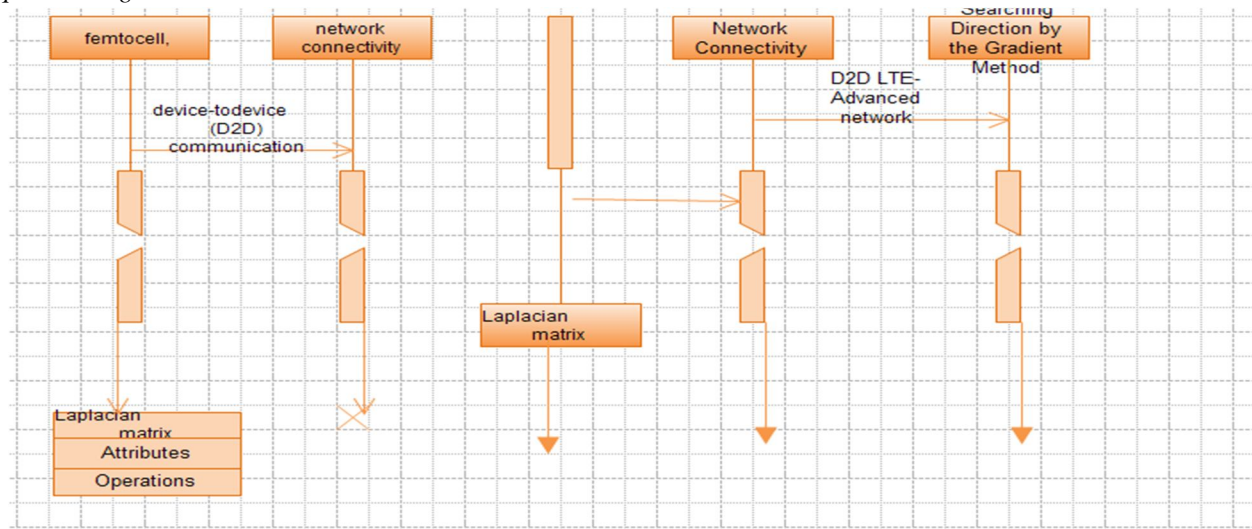 femtocell,
network
connectivity
Network
Connectivity
Searching
Direction by
the Gradient
Method
device-todevice
(D2D)
communication
D2D LTE-
Advanced
network
Laplacian
matrix
Laplacian
matrix
Attributes
Operations